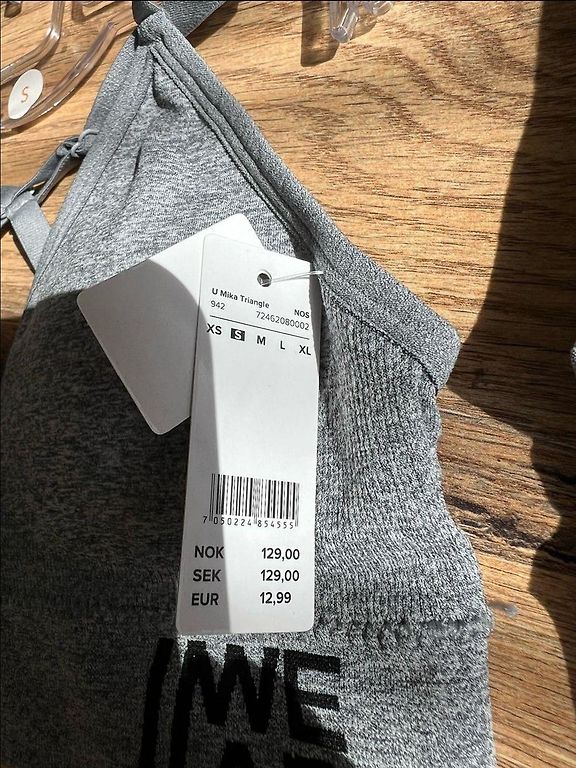 S
U Mika Triangle NOS
942 72462080002
XS S M L XL
7 050224 854555
NOK 129,00
SEK 129,00
EUR 12,99
WE